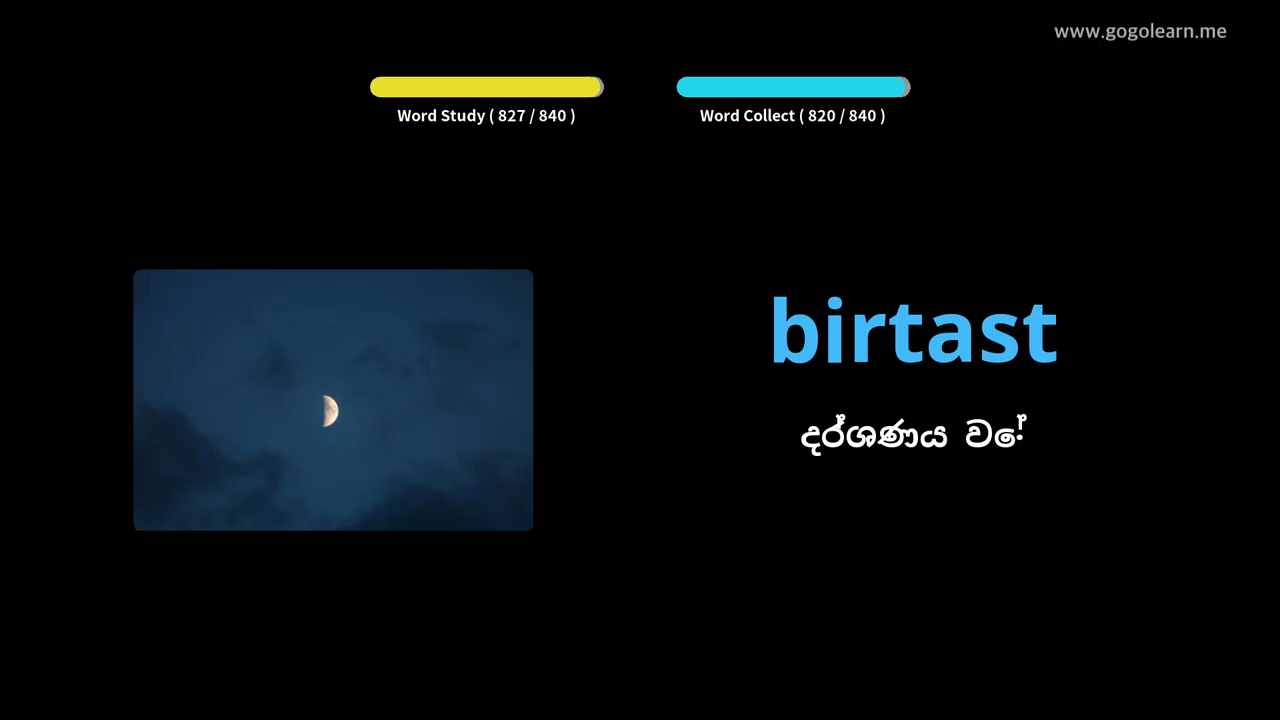 www.gogolearn.me
Word Study ( 827 / 840 )
Word Collect ( 820 / 840 )
birtast
දර්ශණය වේ.